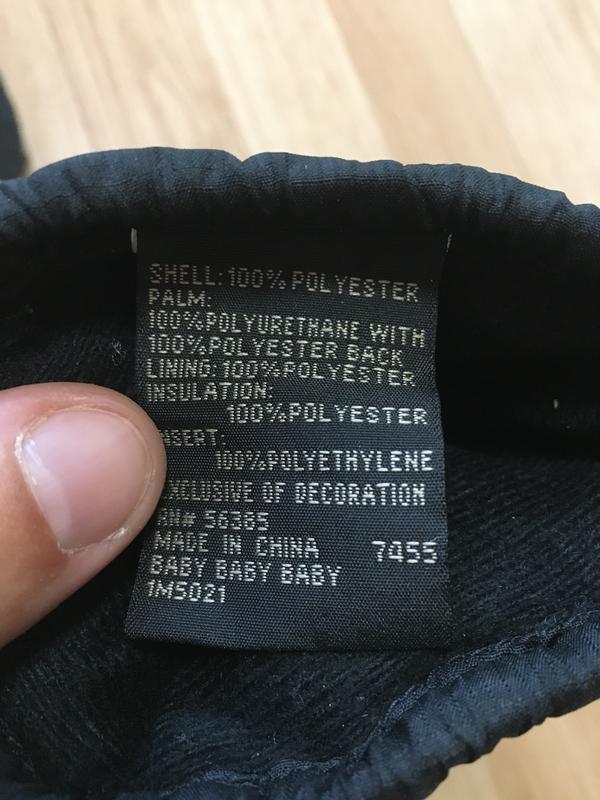 SHELL: 100% POLYESTER
PALM:
100%POLYURETHANE WITH
100%POLYESTER BACK
LINING: 100%POLYESTER
INSULATION:
100%POLYESTER
NSERT:
100%POLYETHYLENE
XCLUSIVE OF DECORATION
N# 56385
MADE IN CHINA 7455
BABY BABY BABY
1M5021